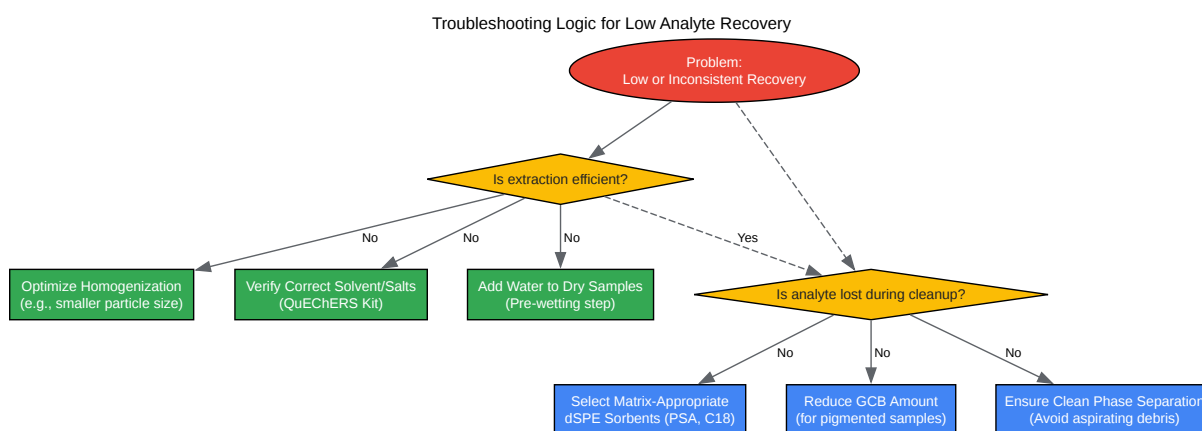 Troubleshooting Logic for Low Analyte Recovery
Problem:
Low or Inconsistent Recovery
Is extraction efficient?
No
No
No
Yes
Optimize Homogenization
(e.g., smaller particle size)
Verify Correct Solvent/Salts
(QuEChERS Kit)
Add Water to Dry Samples
(Pre-wetting step)
Is analyte lost during cleanup?
No
No
No
Select Matrix-Appropriate
dSPE Sorbents (PSA, C18)
Reduce GCB Amount
(for pigmented samples)
Ensure Clean Phase Separation
(Avoid aspirating debris)